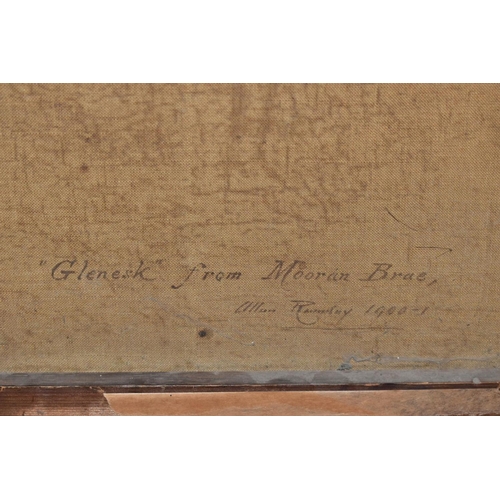 "Glenesk" from Mooran Brae,
Allan Ramsay 1900-1